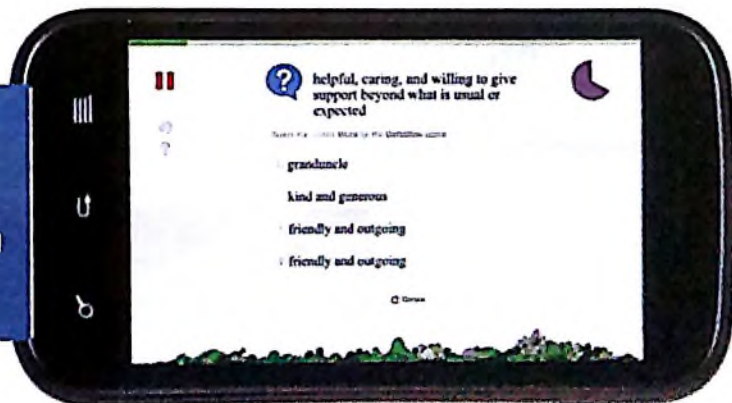 helpful, caring, and willing to give
support beyond what is usual or
expected
granduncle
kind and generous
friendly and outgoing
friendly and outgoing